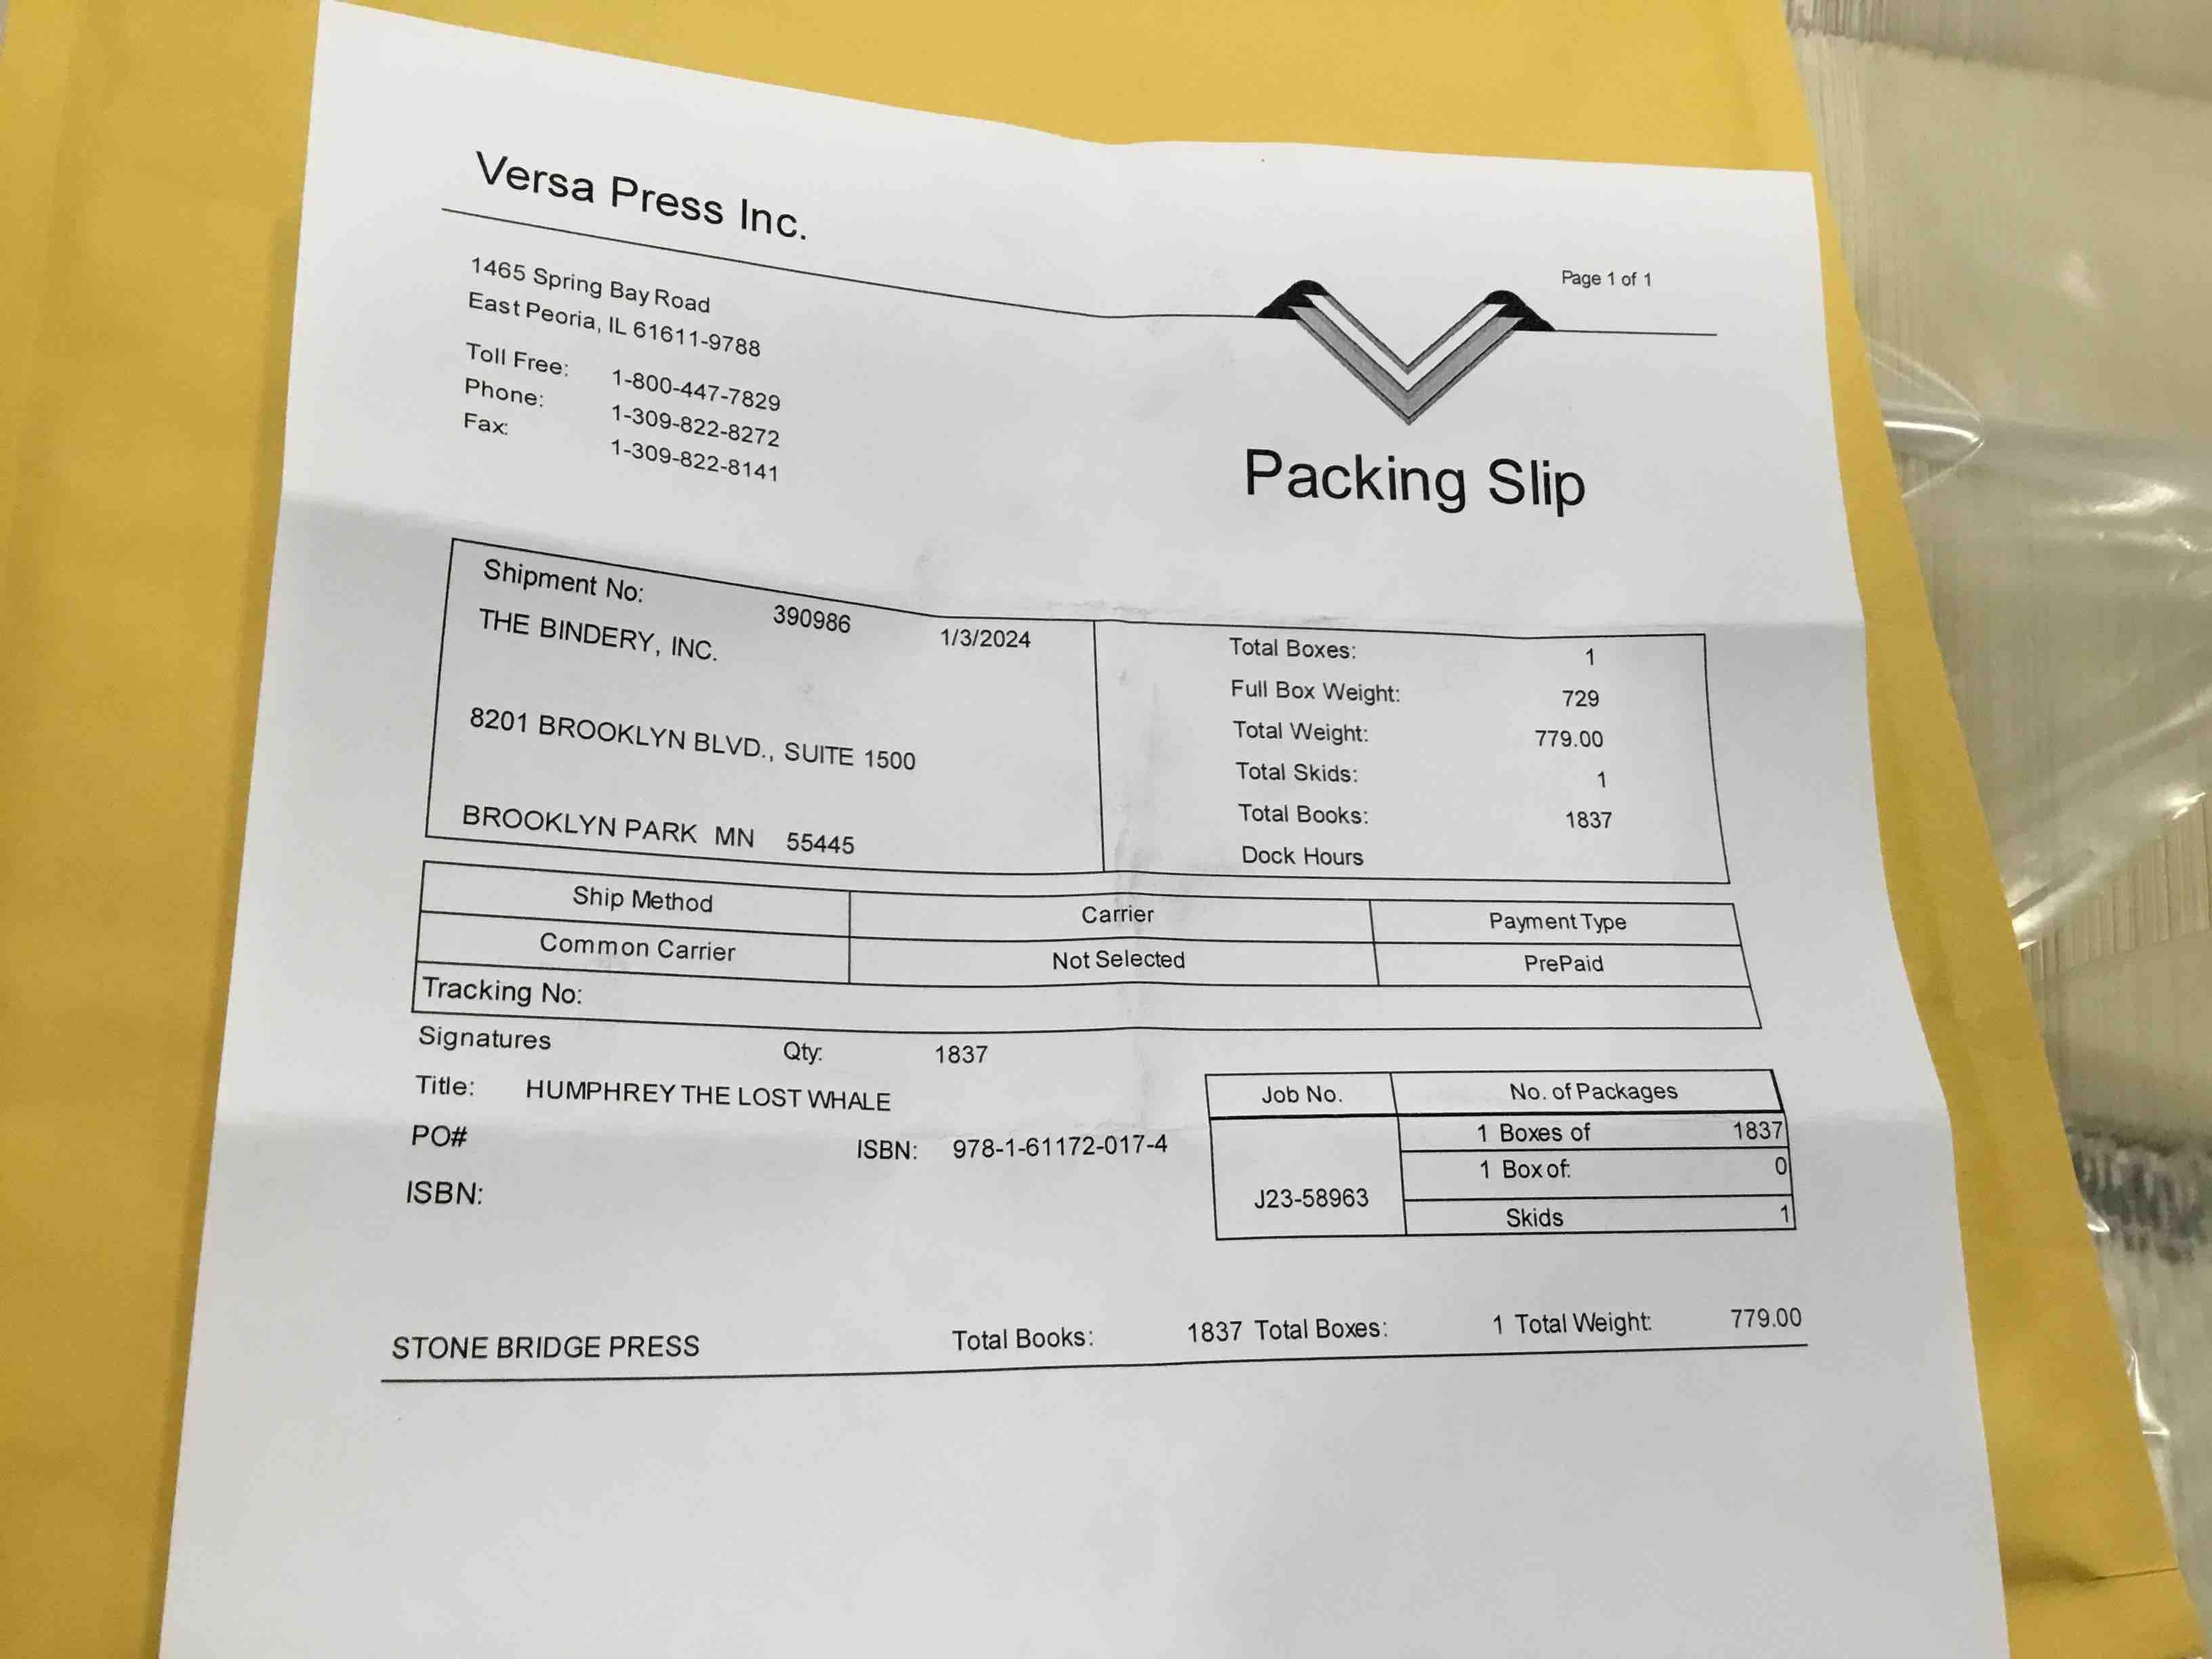 Versa Press Inc.
Page 1 of 1
1465 Spring Bay Road
East Peoria, IL 61611-9788
Toll Free: 1-800-447-7829
Phone: 1-309-822-8272
Fax: 1-309-822-8141
Packing Slip
Shipment No: 390986 1/3/2024
THE BINDERY, INC.
8201 BROOKLYN BLVD., SUITE 1500
BROOKLYN PARK MN 55445
Total Boxes: 1
Full Box Weight: 729
Total Weight: 779.00
Total Skids: 1
Total Books: 1837
Dock Hours
Ship Method Carrier Payment Type
Common Carrier Not Selected PrePaid
Tracking No:
Signatures Qty: 1837
Title: HUMPHREY THE LOST WHALE
PO# ISBN: 978-1-61172-017-4
ISBN:
Job No. No. of Packages
1 Boxes of 1837
1 Box of: 0
J23-58963
Skids 1
STONE BRIDGE PRESS Total Books: 1837 Total Boxes: 1 Total Weight: 779.00